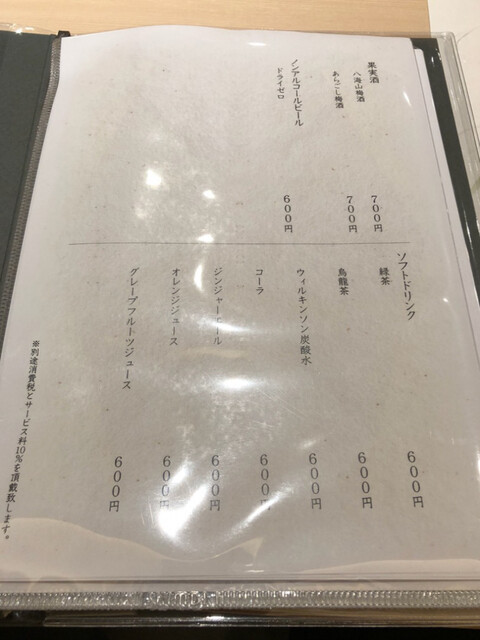 果実酒
八海山梅酒 700円
あらごし梅酒 700円
ノンアルコールビール
ドライゼロ 600円
ソフトドリンク
緑茶 600円
烏龍茶 600円
ウィルキンソン炭酸水 600円
コーラ 600円
ジンジャーエール 600円
オレンジジュース 600円
グレープフルーツジュース 600円
※別途消費税とサービス料10%を頂戴致します。